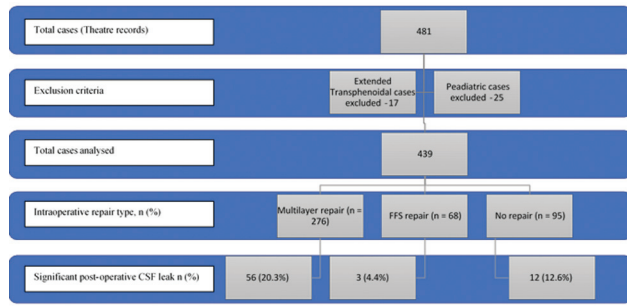 Total cases (Theatre records)
481
Exclusion criteria
Extended
Transphenoidal cases
excluded - 17
Peadiatric cases
excluded - 25
Total cases analysed
439
Intraoperative repair type, n (%)
Multilayer repair (n =
276)
FFS repair (n = 68)
No repair (n = 95)
Significant post-operative CSF leak n (%)
56 (20.3%)
3 (4.4%)
12 (12.6%)